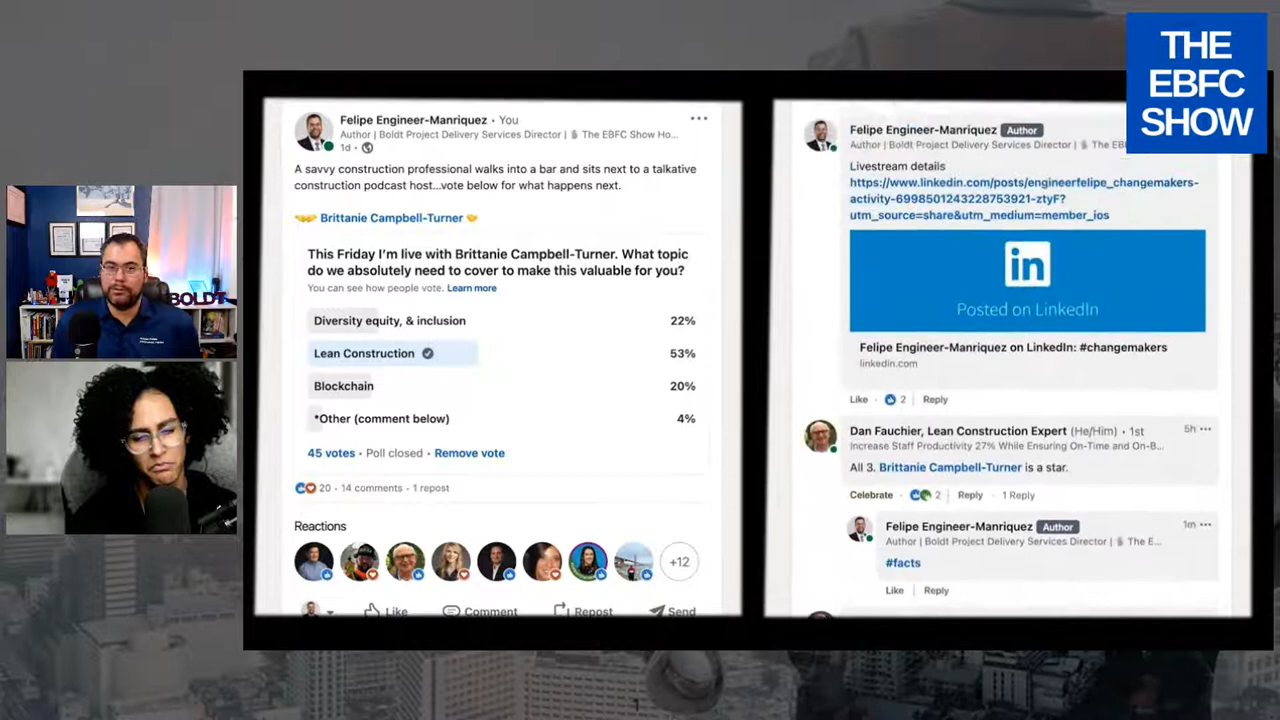 THE
EBFC
SHOW
BOLDT
Felipe Engineer-Manriquez • You
Author | Boldt Project Delivery Services Director | The EBFC Show Ho...
1d •
A savvy construction professional walks into a bar and sits next to a talkative
construction podcast host...vote below for what happens next.
Brittanie Campbell-Turner
This Friday I'm live with Brittanie Campbell-Turner. What topic
do we absolutely need to cover to make this valuable for you?
You can see how people vote. Learn more
Diversity equity, & inclusion 22%
Lean Construction 53%
Blockchain 20%
*Other (comment below) 4%
45 votes • Poll closed • Remove vote
20 · 14 comments · 1 repost
Reactions
+12
Like Comment Repost Send
Felipe Engineer-Manriquez Author
Author | Boldt Project Delivery Services Director | The EB
Livestream details
https://www.linkedin.com/posts/engineerfelipe_changemakers-
activity-6998501243228753921-ztyF?
utm_source=share&utm_medium=member_ios
in
Posted on LinkedIn
Felipe Engineer-Manriquez on LinkedIn: #changemakers
linkedin.com
Like · 2 | Reply
Dan Fauchier, Lean Construction Expert (He/Him) • 1st 5h ···
Increase Staff Productivity 27% While Ensuring On-Time and On-B...
All 3. Brittanie Campbell-Turner is a star.
Celebrate · 2 | Reply · 1 Reply
Felipe Engineer-Manriquez Author 1m ···
Author | Boldt Project Delivery Services Director | The E...
#facts
Like | Reply